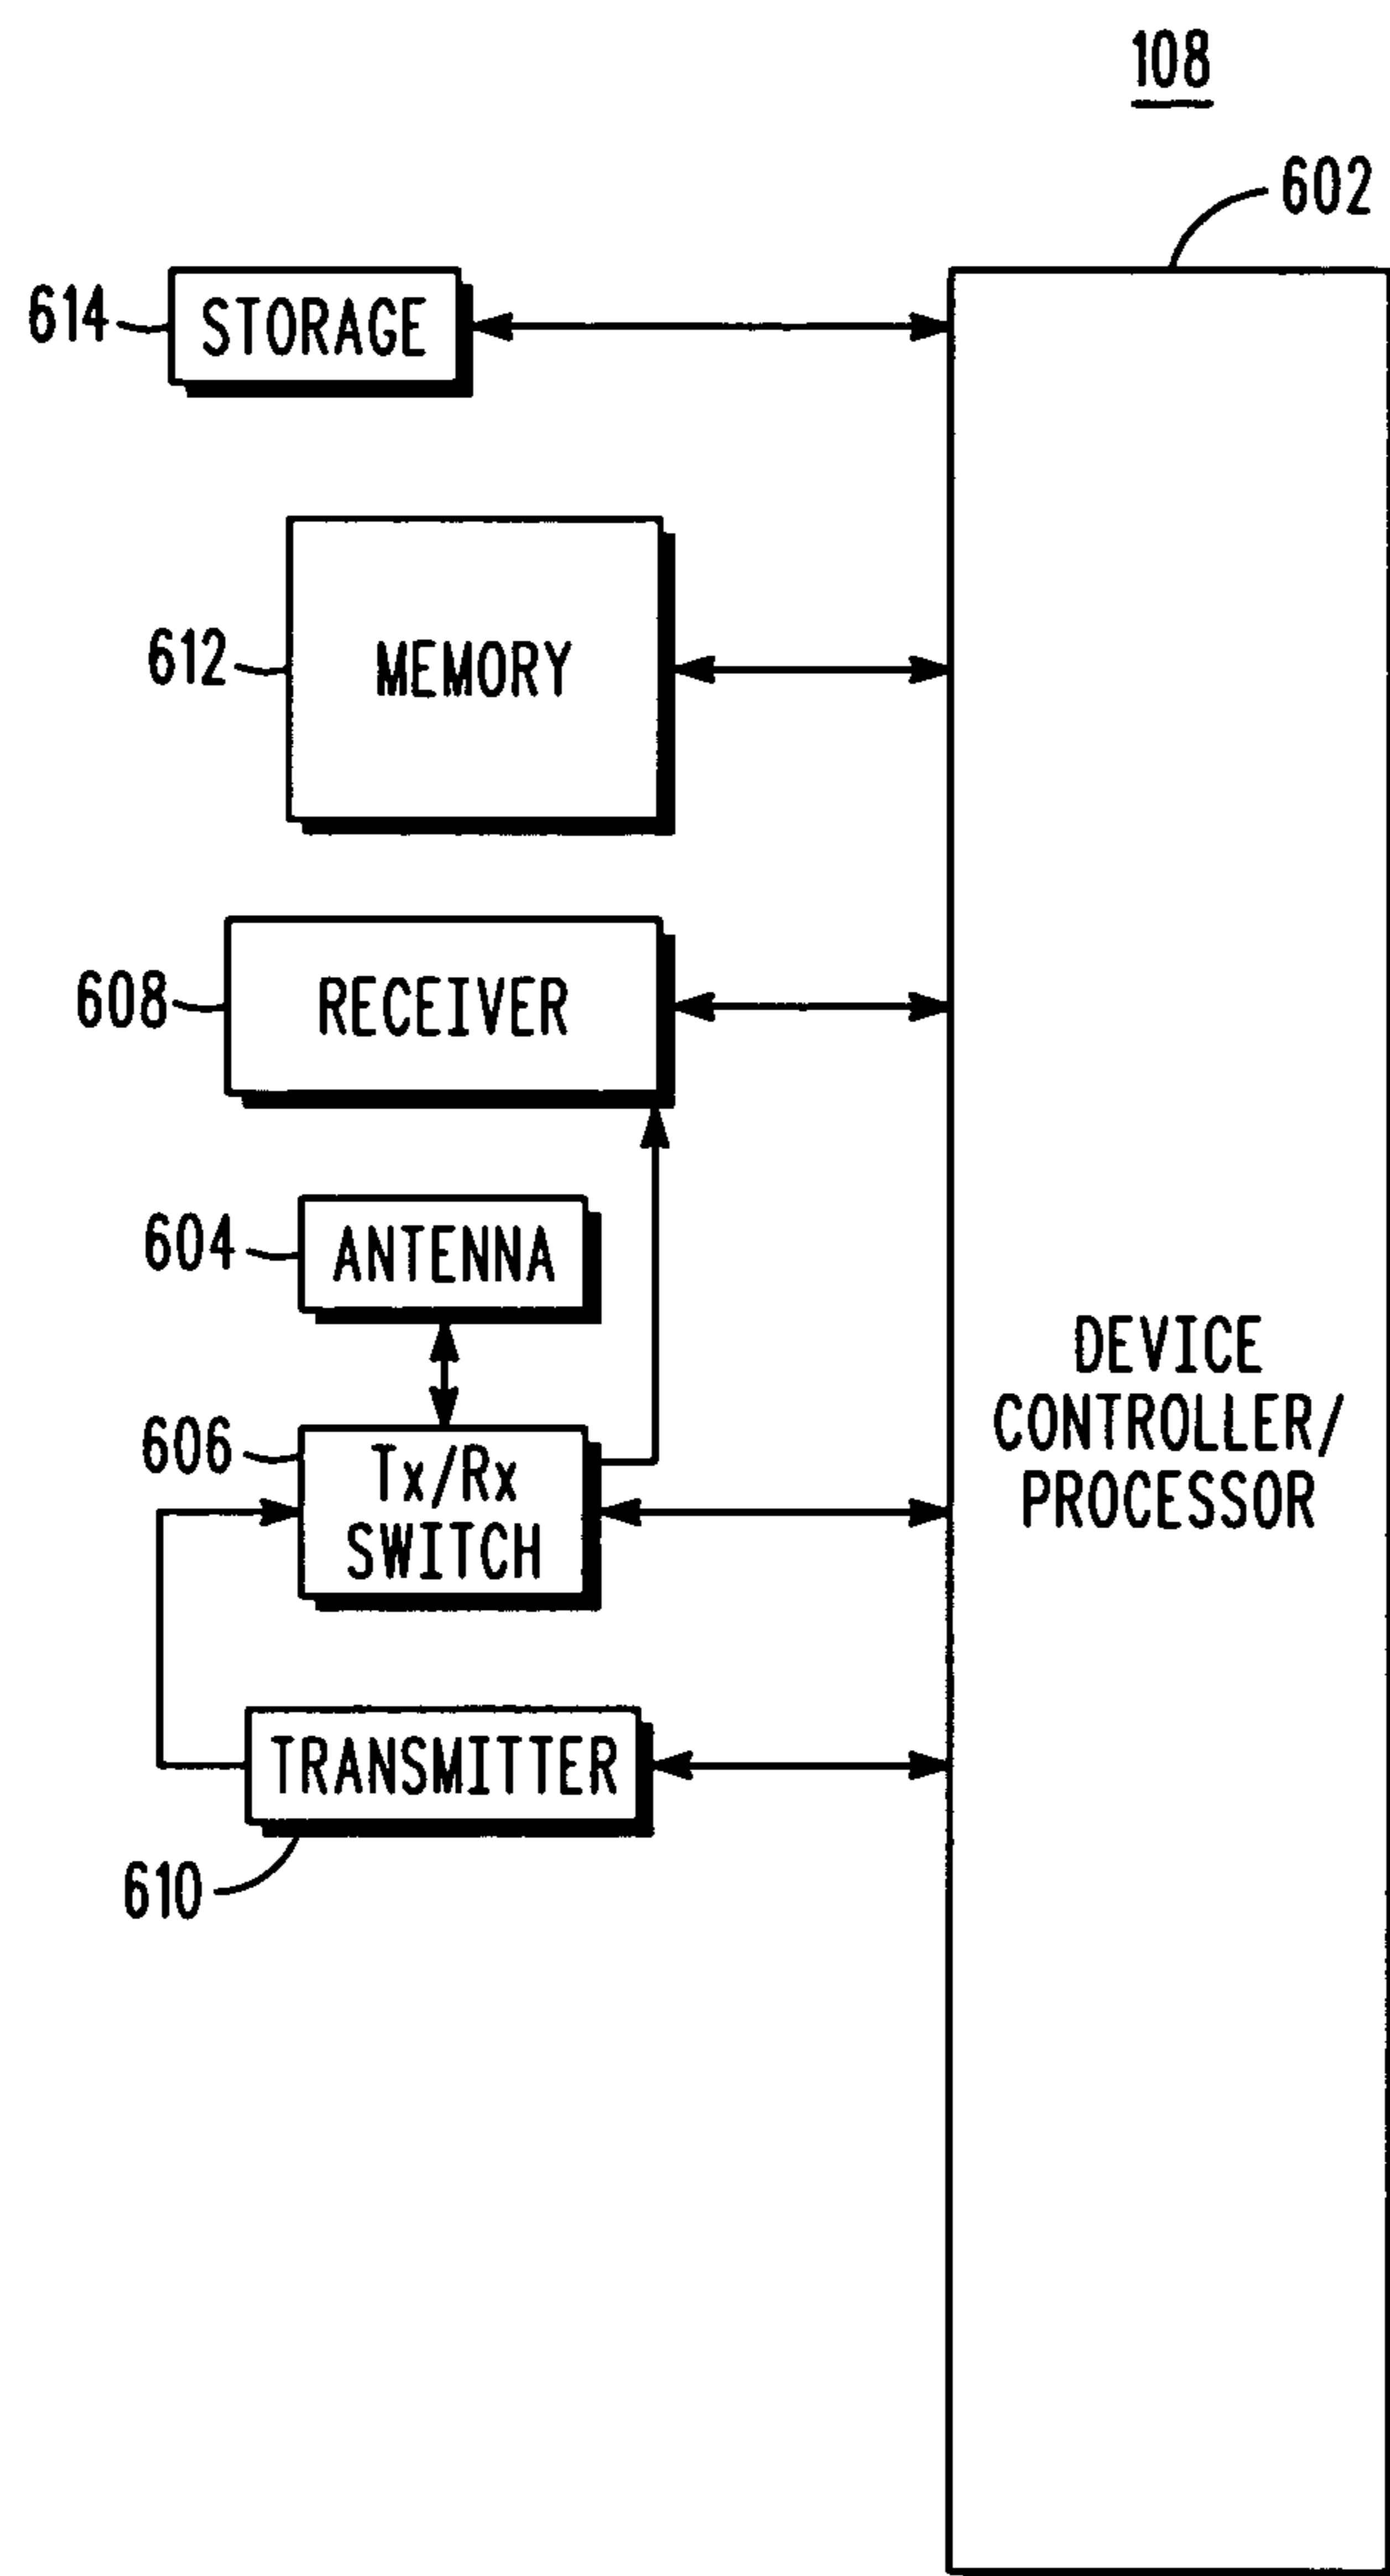 108
602
614 STORAGE
612 MEMORY
608 RECEIVER
604 ANTENNA
606 Tx/Rx
SWITCH
DEVICE
CONTROLLER/
PROCESSOR
TRANSMITTER
610